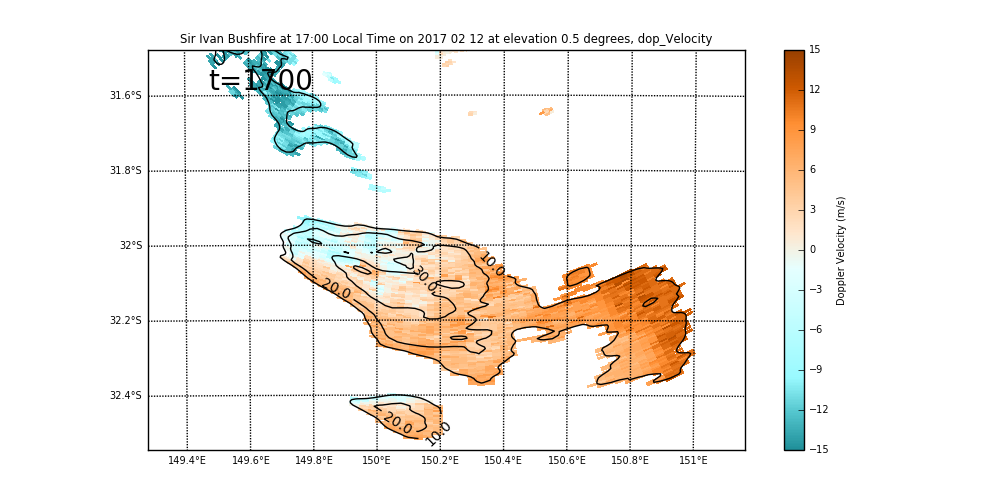 Sir Ivan Bushfire at 17:00 Local Time on 2017 02 12 at elevation 0.5 degrees, dop_Velocity
t=1700
31.6°S
31.8°S
32°S
32.2°S
32.4°S
149.4°E 149.6°E 149.8°E 150°E 150.2°E 150.4°E 150.6°E 150.8°E 151°E
10.0
30.0
20.0
20.0
10.0
15
12
9
6
3
0
−3
−6
−9
−12
−15
Doppler Velocity (m/s)